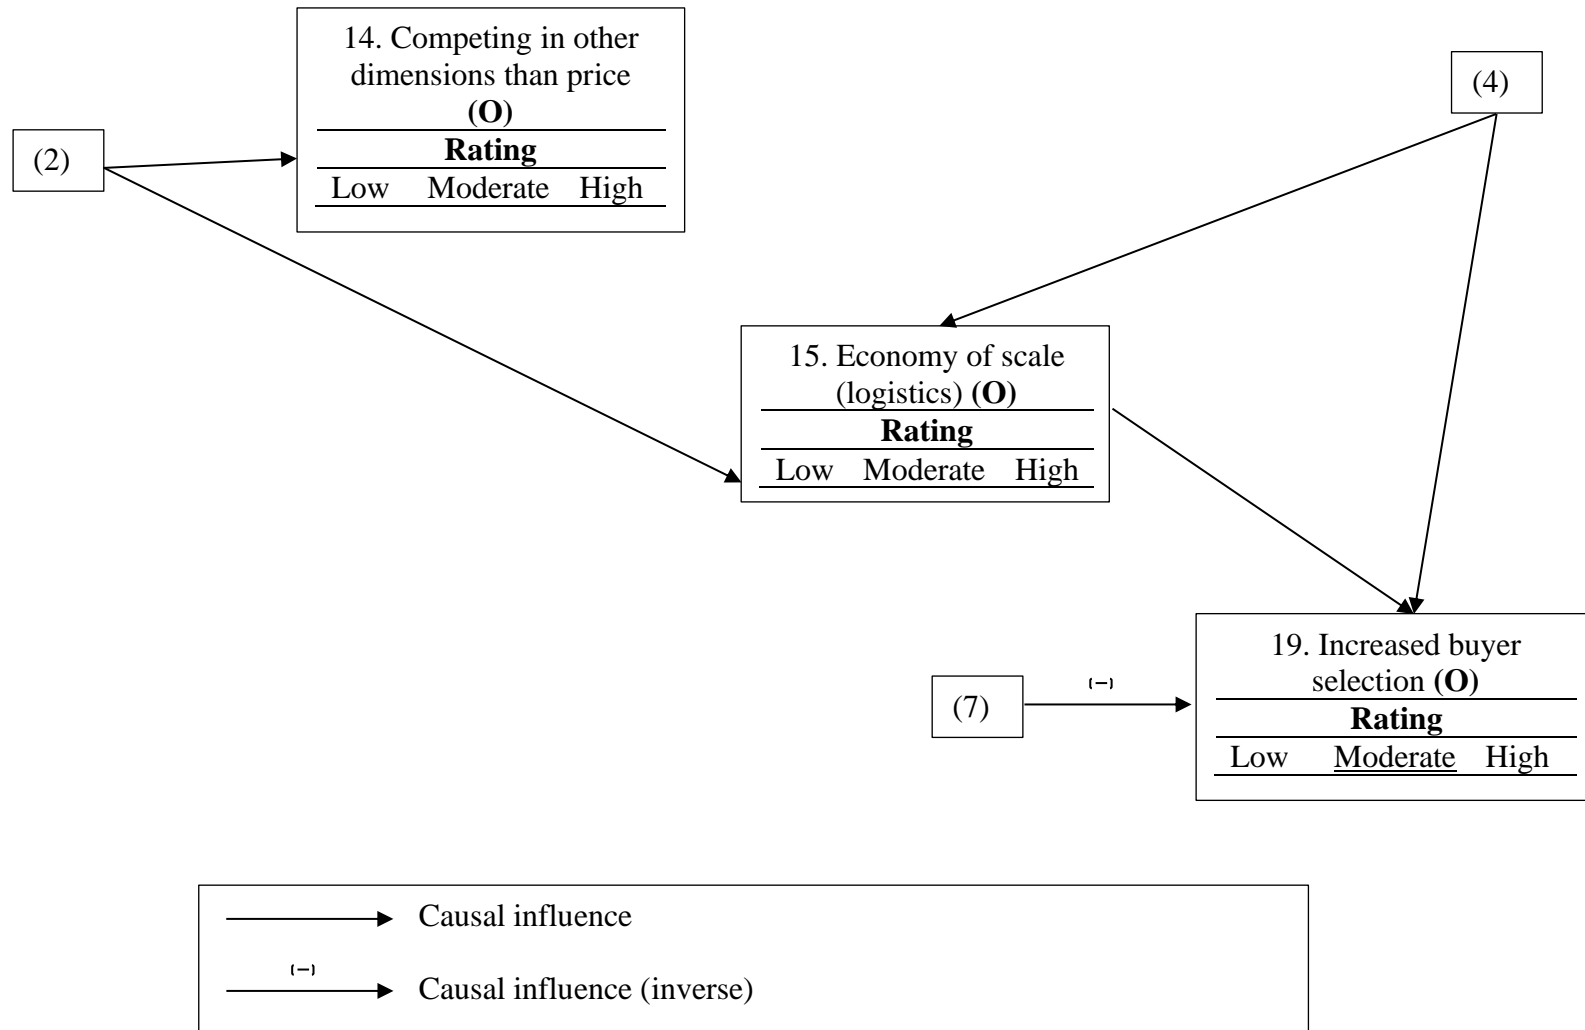 14. Competing in other
dimensions than price
(O)
Rating
Low Moderate High
(4)
(2)
15. Economy of scale
(logistics) (O)
Rating
Low Moderate High
19. Increased buyer
selection (O)
Rating
Low Moderate High
(7)
(−)
Causal influence
(−)
Causal influence (inverse)